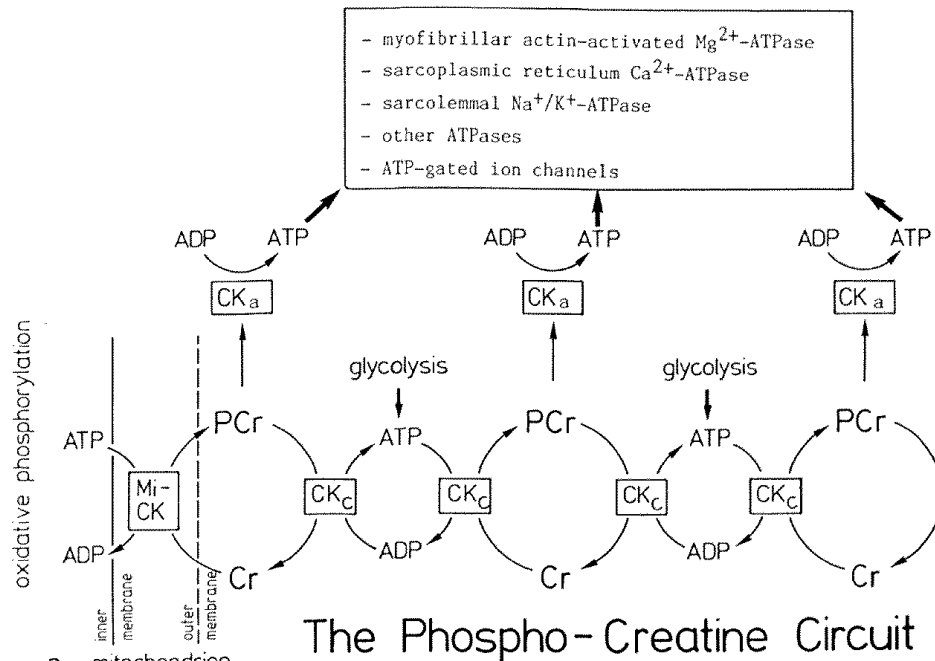 - myofibrillar actin-activated Mg2+-ATPase
- sarcoplasmic reticulum Ca2+-ATPase
- sarcolemmal Na+/K+-ATPase
- other ATPases
- ATP-gated ion channels
ADP ATP ADP ATP ADP ATP
CKa CKa CKa
oxidative phosphorylation
glycolysis glycolysis
PCr PCr PCr
ATP ATP ATP
Mi-
CK
CKc CKc CKc CKc
ADP ADP ADP
Cr Cr Cr
inner
membrane
outer
membrane
The Phospho-Creatine Circuit